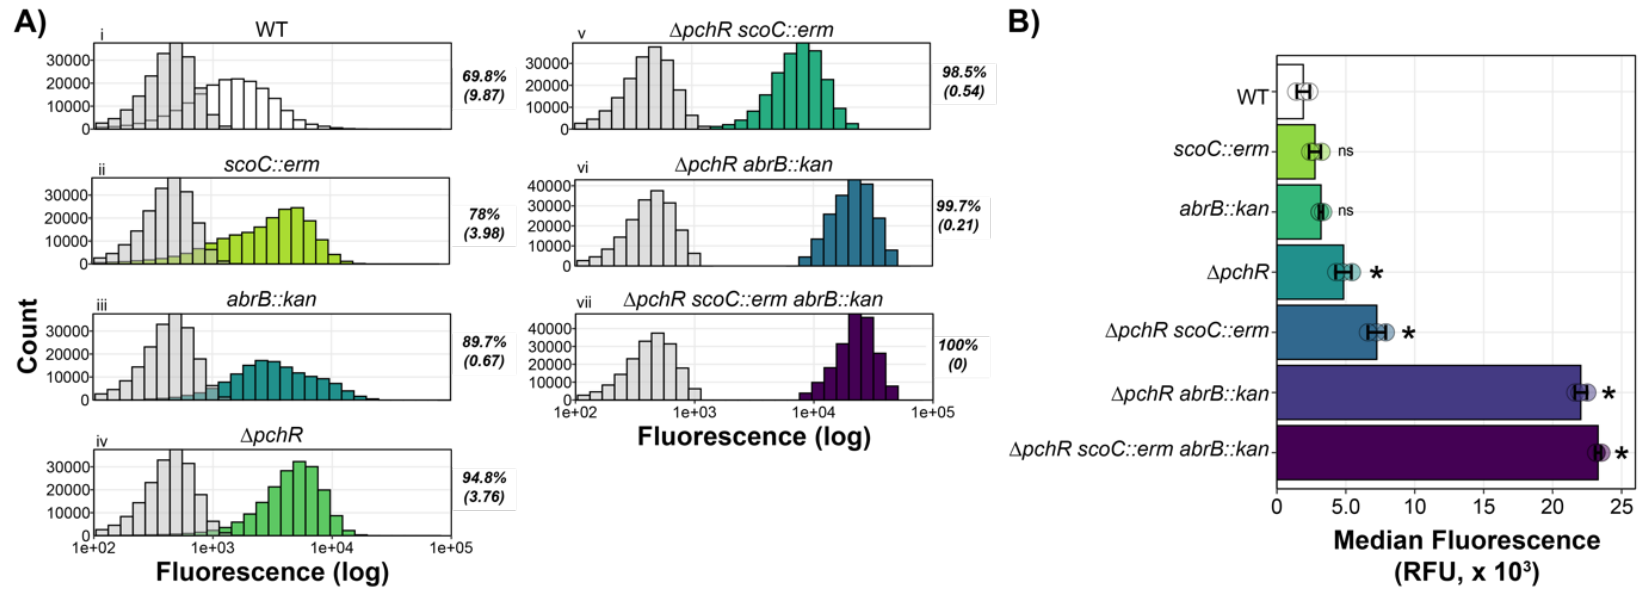 A)
i
WT
30000
20000
10000
0
69.8%
(9.87)
ii
scoC::erm
30000
20000
10000
0
78%
(3.98)
iii
abrB::kan
30000
20000
10000
0
89.7%
(0.67)
iv
ΔpchR
30000
20000
10000
0
94.8%
(3.76)
1e+02 1e+03 1e+04 1e+05
Fluorescence (log)
Count
v
ΔpchR scoC::erm
30000
20000
10000
0
98.5%
(0.54)
vi
ΔpchR abrB::kan
40000
30000
20000
10000
0
99.7%
(0.21)
vii
ΔpchR scoC::erm abrB::kan
40000
30000
20000
10000
0
100%
(0)
1e+02 1e+03 1e+04 1e+05
Fluorescence (log)
B)
WT
scoC::erm
ns
abrB::kan
ns
ΔpchR
*
ΔpchR scoC::erm
*
ΔpchR abrB::kan
*
ΔpchR scoC::erm abrB::kan
*
0 5.0 10 15 20 25
Median Fluorescence
(RFU, x 10³)